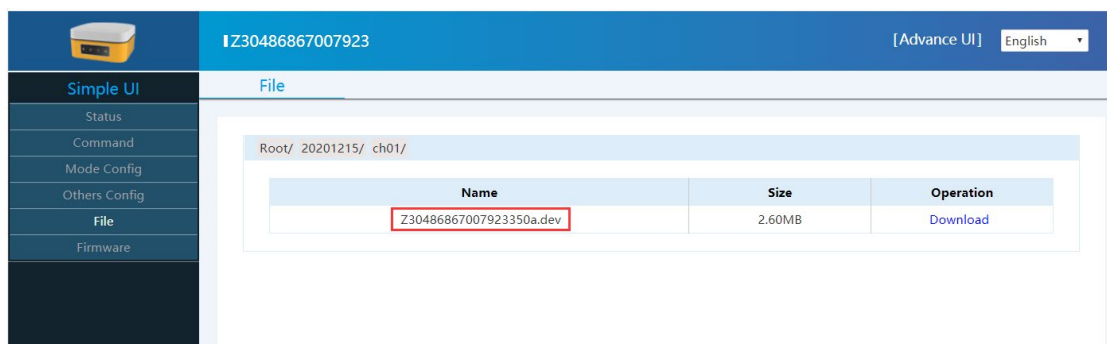 Z30486867007923
[Advance UI] English
Simple UI
Status
Command
Mode Config
Others Config
File
Firmware
File
Root/ 20201215/ ch01/
Name Size Operation
Z30486867007923350a.dev 2.60MB Download